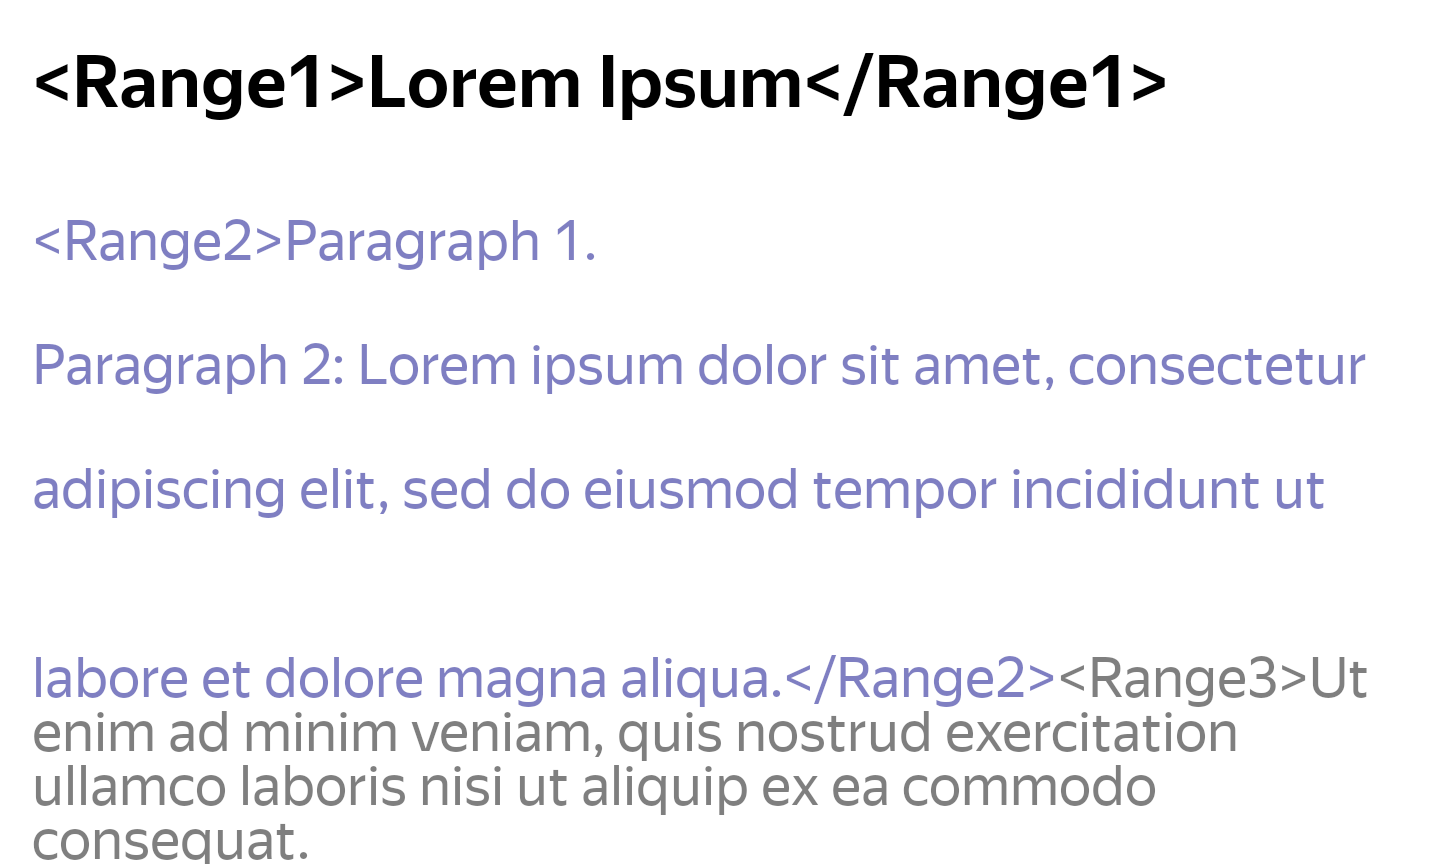 <Range1>Lorem Ipsum</Range1>
<Range2>Paragraph 1.
Paragraph 2: Lorem ipsum dolor sit amet, consectetur
adipiscing elit, sed do eiusmod tempor incididunt ut
labore et dolore magna aliqua.</Range2><Range3>Ut
enim ad minim veniam, quis nostrud exercitation
ullamco laboris nisi ut aliquip ex ea commodo
consequat.